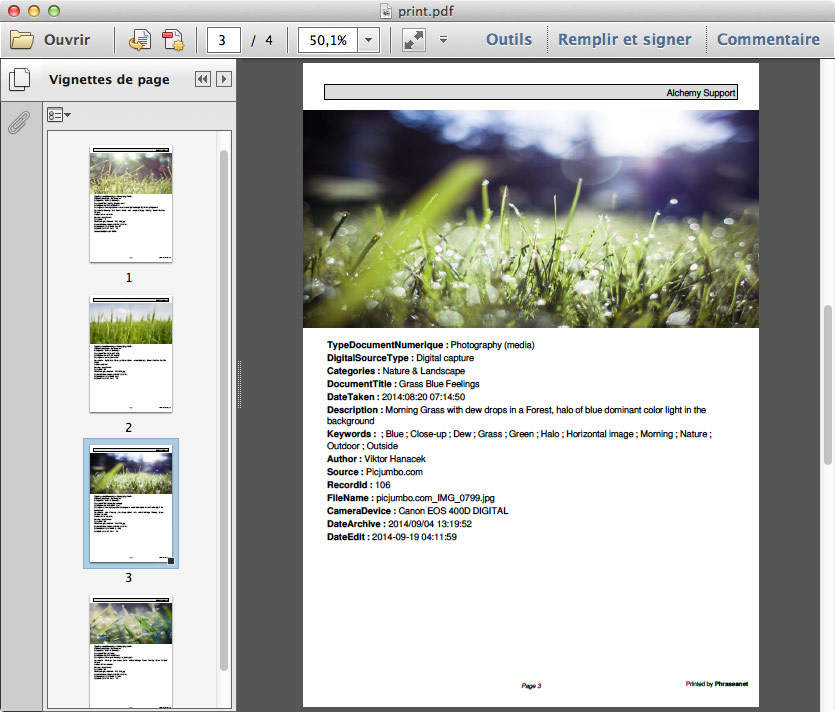 print.pdf
Ouvrir
3 / 4
50,1%
Outils
Remplir et signer
Commentaire
Vignettes de page
1
2
3
Alchemy Support
TypeDocumentNumerique : Photography (media)
DigitalSourceType : Digital capture
Categories : Nature & Landscape
DocumentTitle : Grass Blue Feelings
DateTaken : 2014:08:20 07:14:50
Description : Morning Grass with dew drops in a Forest, halo of blue dominant color light in the
background
Keywords : ; Blue ; Close-up ; Dew ; Grass ; Green ; Halo ; Horizontal image ; Morning ; Nature ;
Outdoor ; Outside
Author : Viktor Hanacek
Source : Picjumbo.com
RecordId : 106
FileName : picjumbo.com_IMG_0799.jpg
CameraDevice : Canon EOS 400D DIGITAL
DateArchive : 2014/09/04 13:19:52
DateEdit : 2014-09-19 04:11:59
Page 3
Printed by Phraseanet